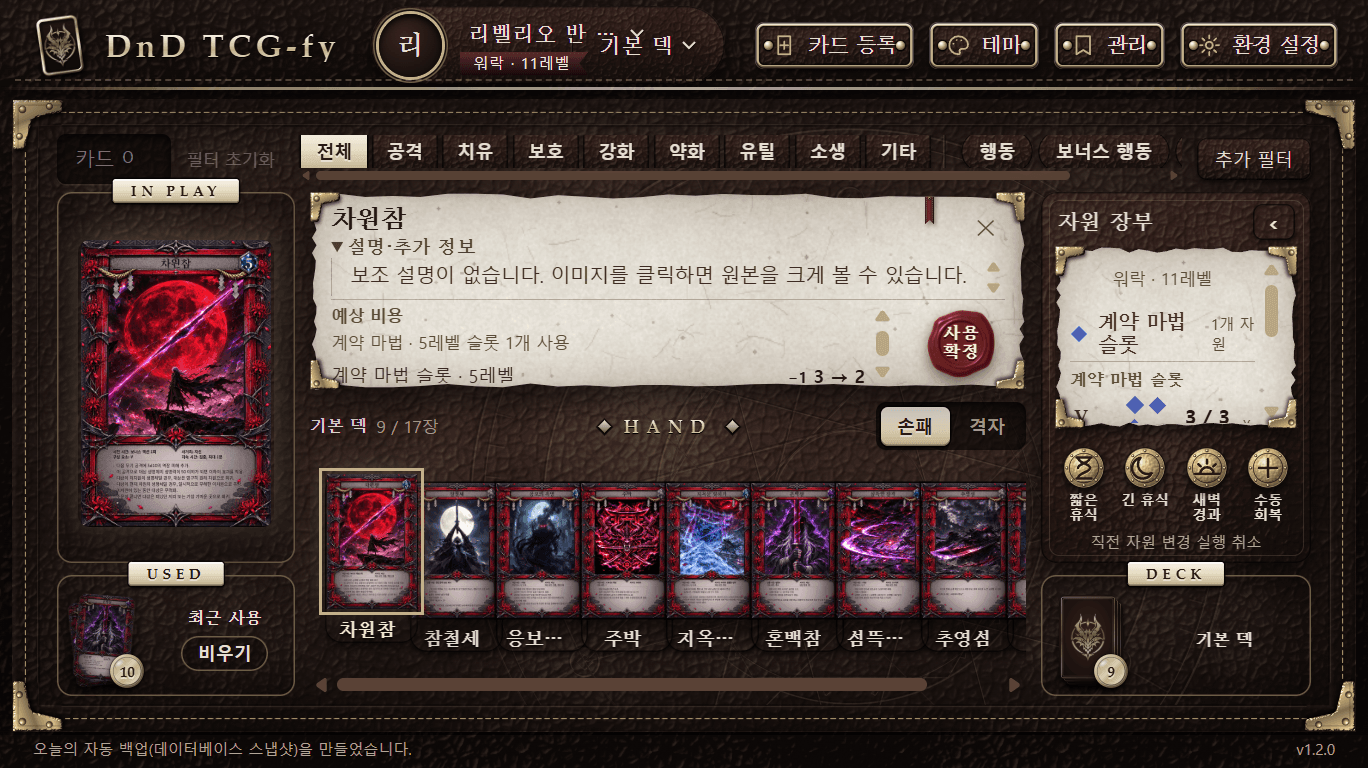 DnD TCG-fy
리
리벨리오 반 ...
워락 · 11레벨
기본 덱
카드 등록
테마
관리
환경 설정
카드 0
필터 초기화
전체
공격
치유
보호
강화
약화
유틸
소생
기타
행동
보너스 행동
추가 필터
IN PLAY
차원참
5
차원참
▼ 설명·추가 정보
보조 설명이 없습니다. 이미지를 클릭하면 원본을 크게 볼 수 있습니다.
예상 비용
계약 마법 · 5레벨 슬롯 1개 사용
계약 마법 슬롯 · 5레벨
-1 3 → 2
사용
확정
자원 장부
워락 · 11레벨
계약 마법
슬롯
1개 자
원
계약 마법 슬롯
V
3 / 3
짧은
휴식
긴 휴식
새벽
경과
수동
회복
직전 자원 변경 실행 취소
기본 덱 9 / 17장
HAND
손패
격자
차원참
참철세
응보...
주박
지옥...
혼백참
섬뜩...
추영섬
USED
최근 사용
비우기
10
DECK
기본 덱
9
오늘의 자동 백업(데이터베이스 스냅샷)을 만들었습니다.
v1.2.0